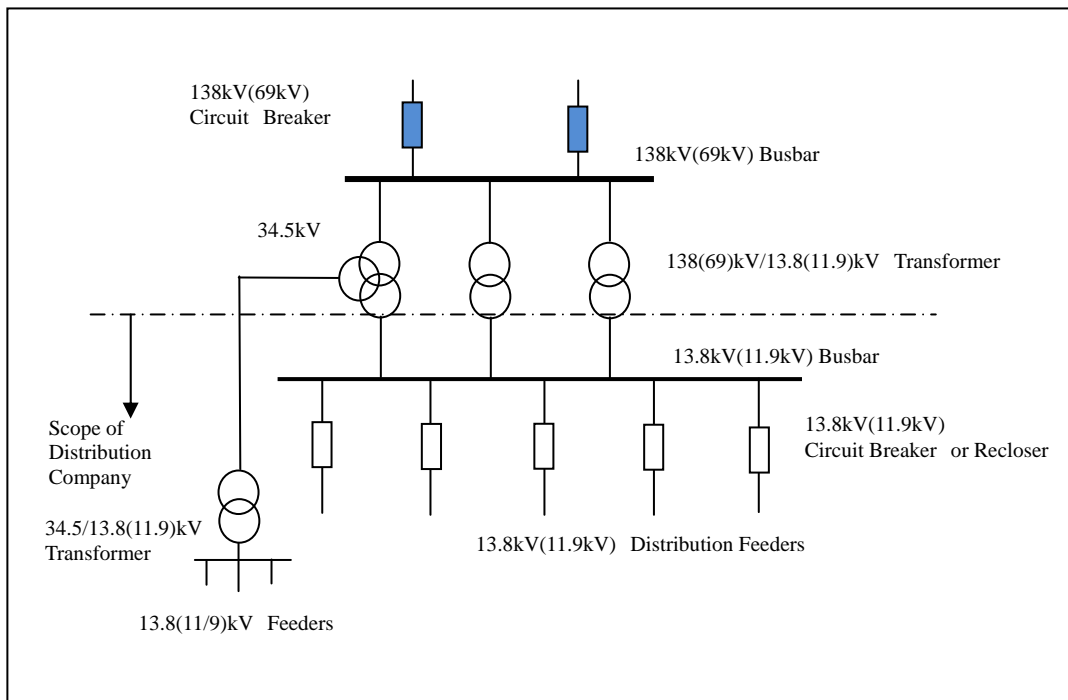 138kV(69kV)
Circuit Breaker
138kV(69kV) Busbar
34.5kV
138(69)kV/13.8(11.9)kV Transformer
13.8kV(11.9kV) Busbar
Scope of
Distribution
Company
13.8kV(11.9kV)
Circuit Breaker or Recloser
34.5/13.8(11.9)kV
Transformer
13.8kV(11.9kV) Distribution Feeders
13.8(11/9)kV Feeders